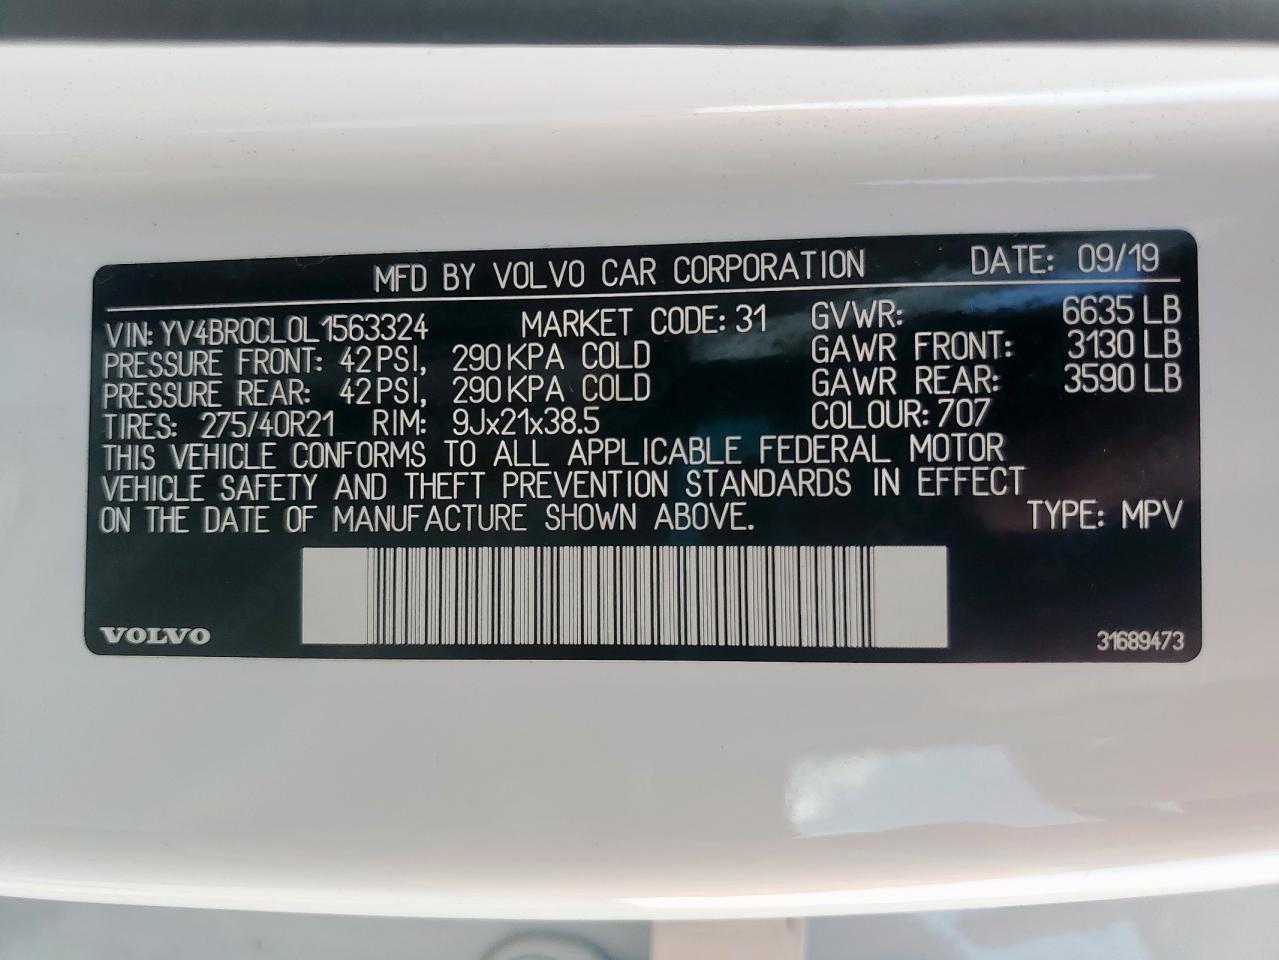 MFD BY VOLVO CAR CORPORATION DATE: 09/19
VIN: YV4BR0CL0L1563324 MARKET CODE: 31 GVWR: 6635 LB
PRESSURE FRONT: 42 PSI, 290 KPA COLD GAWR FRONT: 3130 LB
PRESSURE REAR: 42 PSI, 290 KPA COLD GAWR REAR: 3590 LB
TIRES: 275/40R21 RIM: 9Jx21x38.5 COLOUR: 707
THIS VEHICLE CONFORMS TO ALL APPLICABLE FEDERAL MOTOR
VEHICLE SAFETY AND THEFT PREVENTION STANDARDS IN EFFECT
ON THE DATE OF MANUFACTURE SHOWN ABOVE. TYPE: MPV
VOLVO 31689473